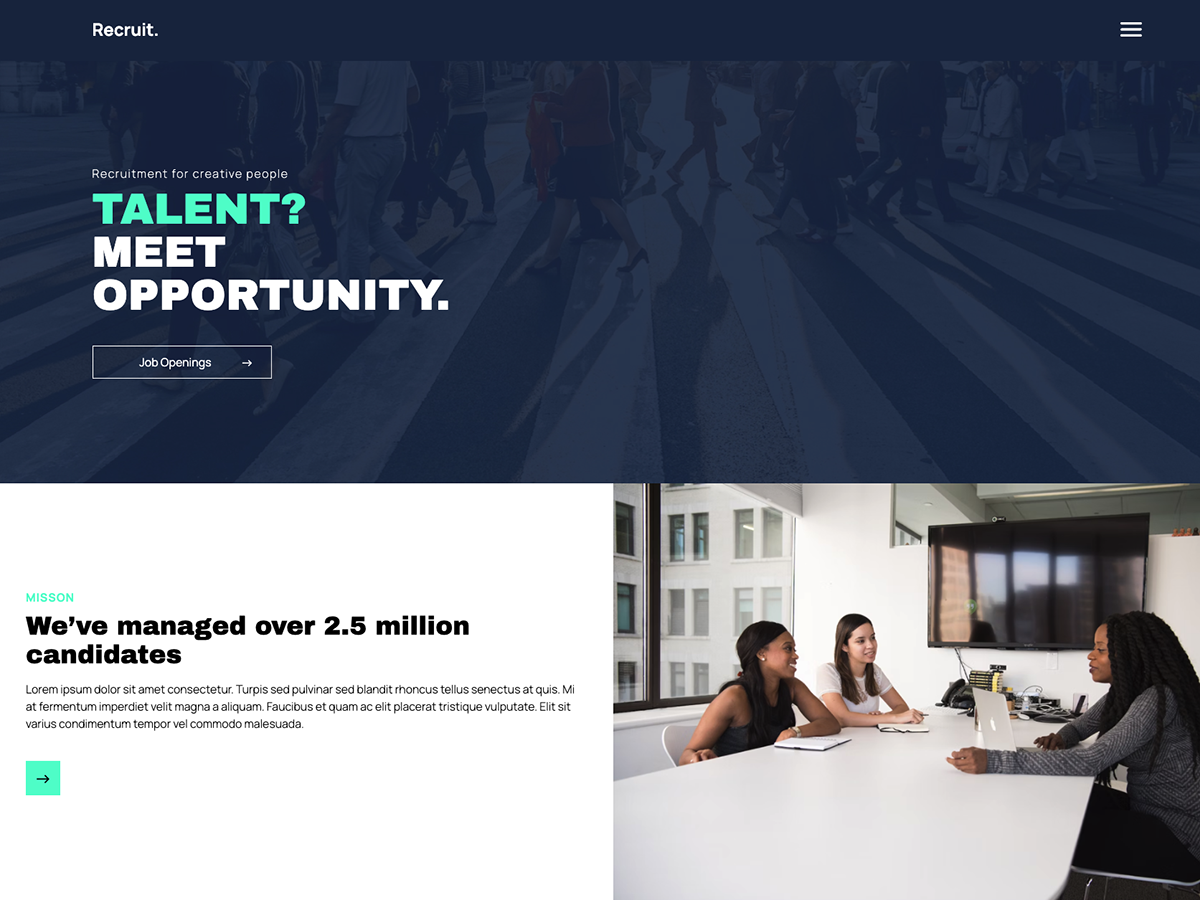 Recruit.
Recruitment for creative people
TALENT?
MEET
OPPORTUNITY.
Job Openings →
MISSON
We’ve managed over 2.5 million
candidates
Lorem ipsum dolor sit amet consectetur. Turpis sed pulvinar sed blandit rhoncus tellus senectus at quis. Mi
at fermentum imperdiet velit magna a aliquam. Faucibus et quam ac elit placerat tristique vulputate. Elit sit
varius condimentum tempor vel commodo malesuada.
→